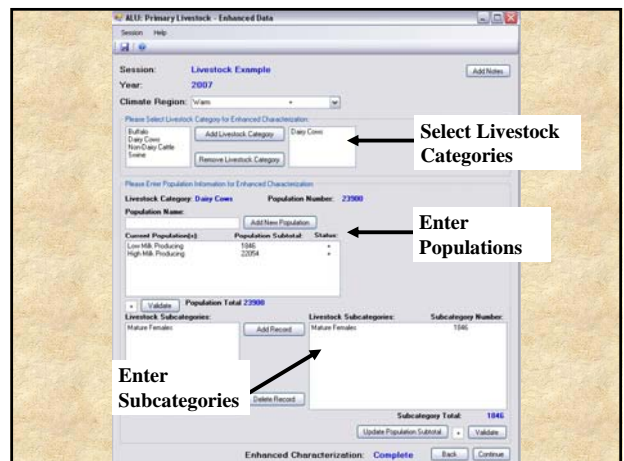 ALU: Primary Livestock - Enhanced Data
Session Help
Session: Livestock Example
Add Notes
Year: 2007
Climate Region: Warm
Please Select Livestock Category for Enhanced Characterization:
Buffalo
Dairy Cows
Non-Dairy Cattle
Swine
Add Livestock Category
Remove Livestock Category
Dairy Cows
Select Livestock
Categories
Please Enter Population Information for Enhanced Characterization
Livestock Category: Dairy Cows Population Number: 23900
Population Name:
Add New Population
Enter
Populations
Current Population(s): Population Subtotal: Status:
Low Milk Producing 1846 +
High Milk Producing 22054 +
+ Validate Population Total 23900
Livestock Subcategories:
Mature Females
Add Record
Delete Record
Livestock Subcategories: Subcategory Number:
Mature Females 1846
Enter
Subcategories
Subcategory Total: 1846
Update Population Subtotal + Validate
Enhanced Characterization: Complete Back Continue